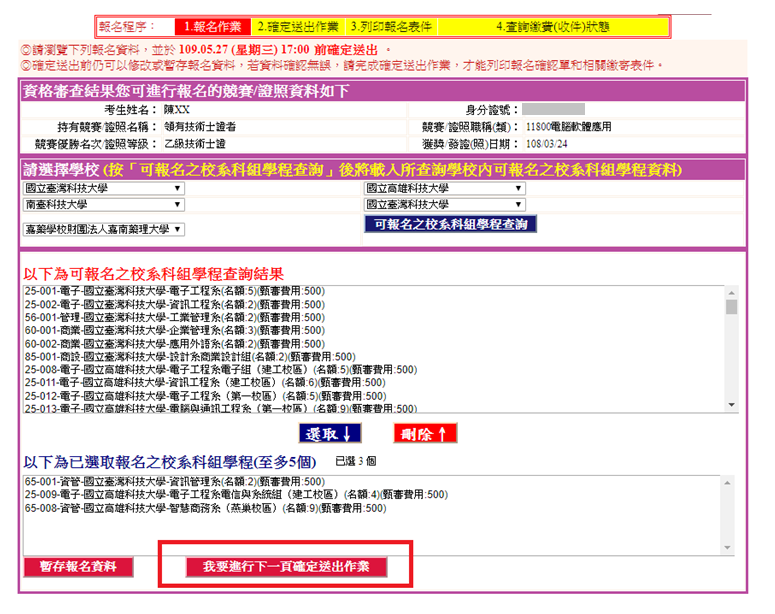 報名程序： 1.報名作業 2.確定送出作業 3.列印報名表件 4.查詢繳費(收件)狀態
◎請瀏覽下列報名資料，並於 109.05.27 (星期三) 17:00 前確定送出 。
◎確定送出前仍可以修改或暫存報名資料，若資料確認無誤，請完成確定送出作業，才能列印報名確認單和相關繳寄表件。
資格審查結果您可進行報名的競賽/證照資料如下
考生姓名： 陳XX 身分證號：
持有競賽/證照名稱： 領有技術士證者 競賽/證照職稱(類)： 11800電腦軟體應用
競賽優勝名次/證照等級： 乙級技術士證 獲獎/發證(照)日期： 108/03/24
請選擇學校 (按「可報名之校系科組學程查詢」後將載入所查詢學校內可報名之校系科組學程資料)
國立臺灣科技大學 國立高雄科技大學
南臺科技大學 國立臺灣科技大學
嘉藥學校財團法人嘉南藥理大學 可報名之校系科組學程查詢
以下為可報名之校系科組學程查詢結果
25-001-電子-國立臺灣科技大學-電子工程系(名額:5)(甄審費用:500)
25-002-電子-國立臺灣科技大學-資訊工程系(名額:2)(甄審費用:500)
56-001-管理-國立臺灣科技大學-工業管理系(名額:2)(甄審費用:500)
60-001-商業-國立臺灣科技大學-企業管理系(名額:3)(甄審費用:500)
60-002-商業-國立臺灣科技大學-應用外語系(名額:2)(甄審費用:500)
85-001-商設-國立臺灣科技大學-設計系商業設計組(名額:2)(甄審費用:500)
25-008-電子-國立高雄科技大學-電子工程系電子組（建工校區）(名額:5)(甄審費用:500)
25-011-電子-國立高雄科技大學-資訊工程系（建工校區）(名額:6)(甄審費用:500)
25-012-電子-國立高雄科技大學-電子工程系（第一校區）(名額:5)(甄審費用:500)
25-013-電子-國立高雄科技大學-電腦與通訊工程系（第一校區）(名額:9)(甄審費用:500)
選取↓ 刪除↑
以下為已選取報名之校系科組學程(至多5個) 已選 3 個
65-001-資管-國立臺灣科技大學-資訊管理系(名額:2)(甄審費用:500)
25-009-電子-國立高雄科技大學-電子工程系電信與系統組（建工校區）(名額:4)(甄審費用:500)
65-008-資管-國立高雄科技大學-智慧商務系（燕巢校區）(名額:9)(甄審費用:500)
暫存報名資料 我要進行下一頁確定送出作業